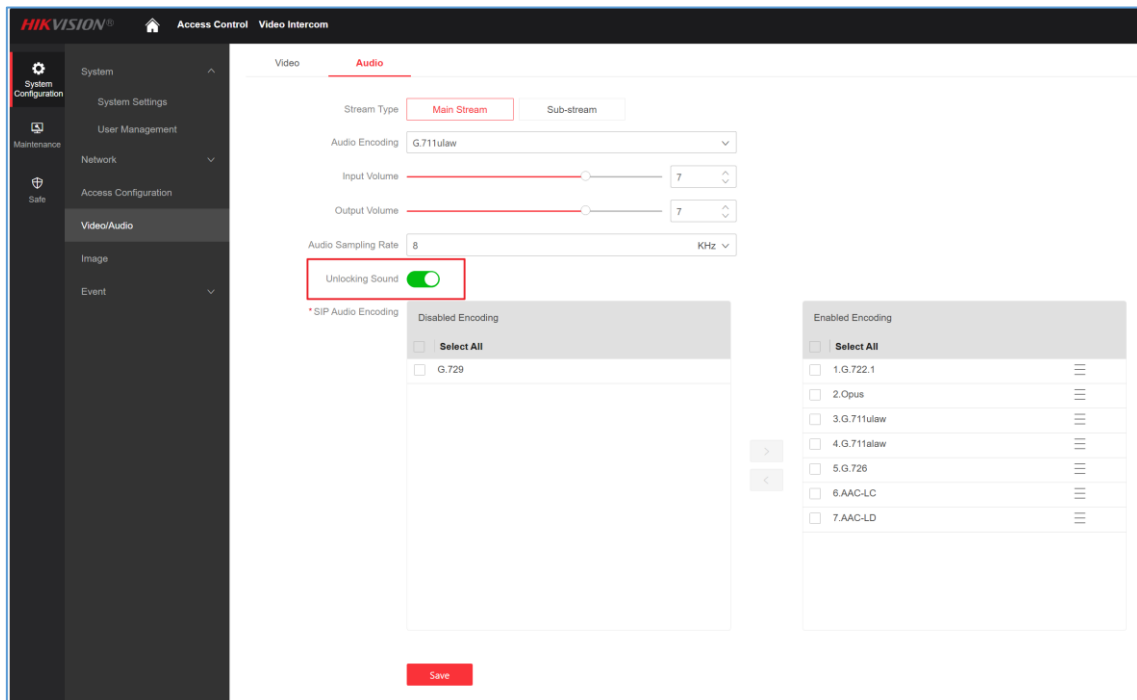 HIKVISION® Access Control Video Intercom
System Configuration
Maintenance
Safe
System
System Settings
User Management
Network
Access Configuration
Video/Audio
Image
Event
Video Audio
Stream Type Main Stream Sub-stream
Audio Encoding G.711ulaw
Input Volume 7
Output Volume 7
Audio Sampling Rate 8 KHz
Unlocking Sound
*SIP Audio Encoding
Disabled Encoding
Select All
G.729
Enabled Encoding
Select All
1.G.722.1
2.Opus
3.G.711ulaw
4.G.711alaw
5.G.726
6.AAC-LC
7.AAC-LD
Save